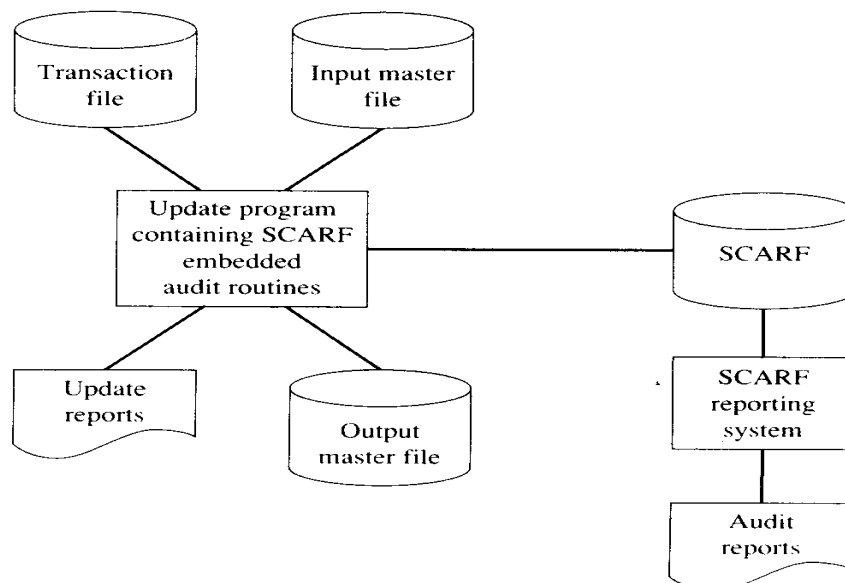 Transaction
file
Input master
file
Update program
containing SCARF
embedded
audit routines
SCARF
Update
reports
Output
master file
SCARF
reporting
system
Audit
reports